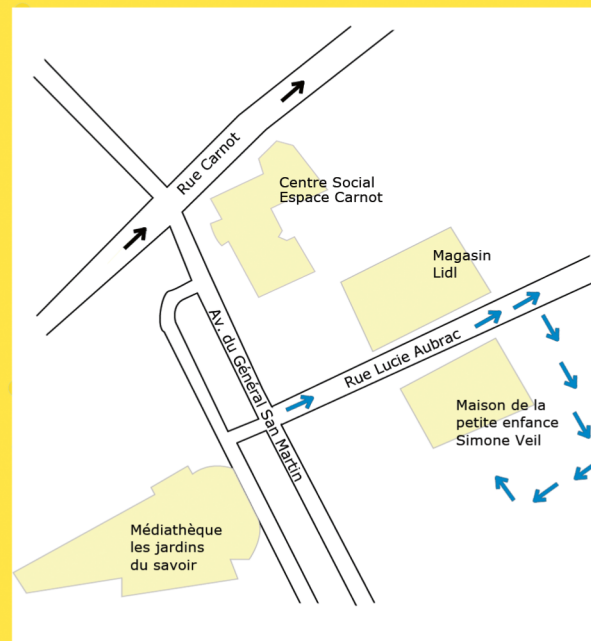 Rue Carnot
Centre Social
Espace Carnot
Magasin
Lidl
Av. du Général San Martin
Rue Lucie Aubrac
Maison de la
petite enfance
Simone Veil
Médiathèque
les jardins
du savoir